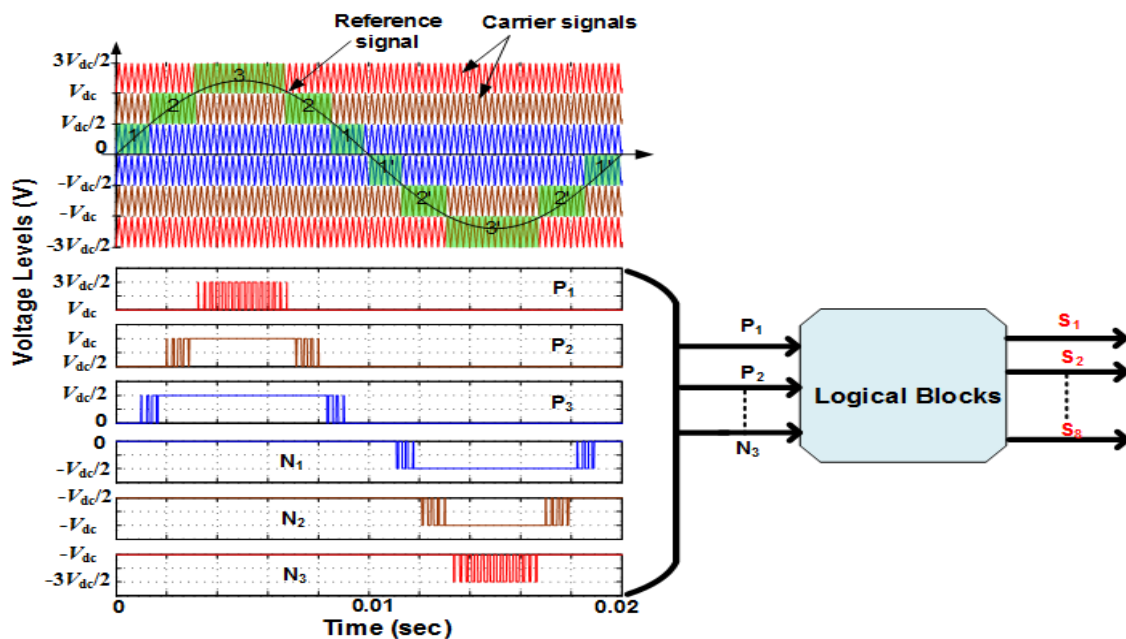 Reference signal
Carrier signals
Voltage Levels (V)
3Vdc/2
Vdc
Vdc/2
0
-Vdc/2
-Vdc
-3Vdc/2
1 2 3 2 1
1' 2' 3' 2' 1'
3Vdc/2
Vdc
P1
Vdc
Vdc/2
P2
Vdc/2
0
P3
0
-Vdc/2
N1
-Vdc/2
-Vdc
N2
-Vdc
-3Vdc/2
N3
0 0.01 0.02
Time (sec)
P1
P2
N3
Logical Blocks
S1
S2
S8